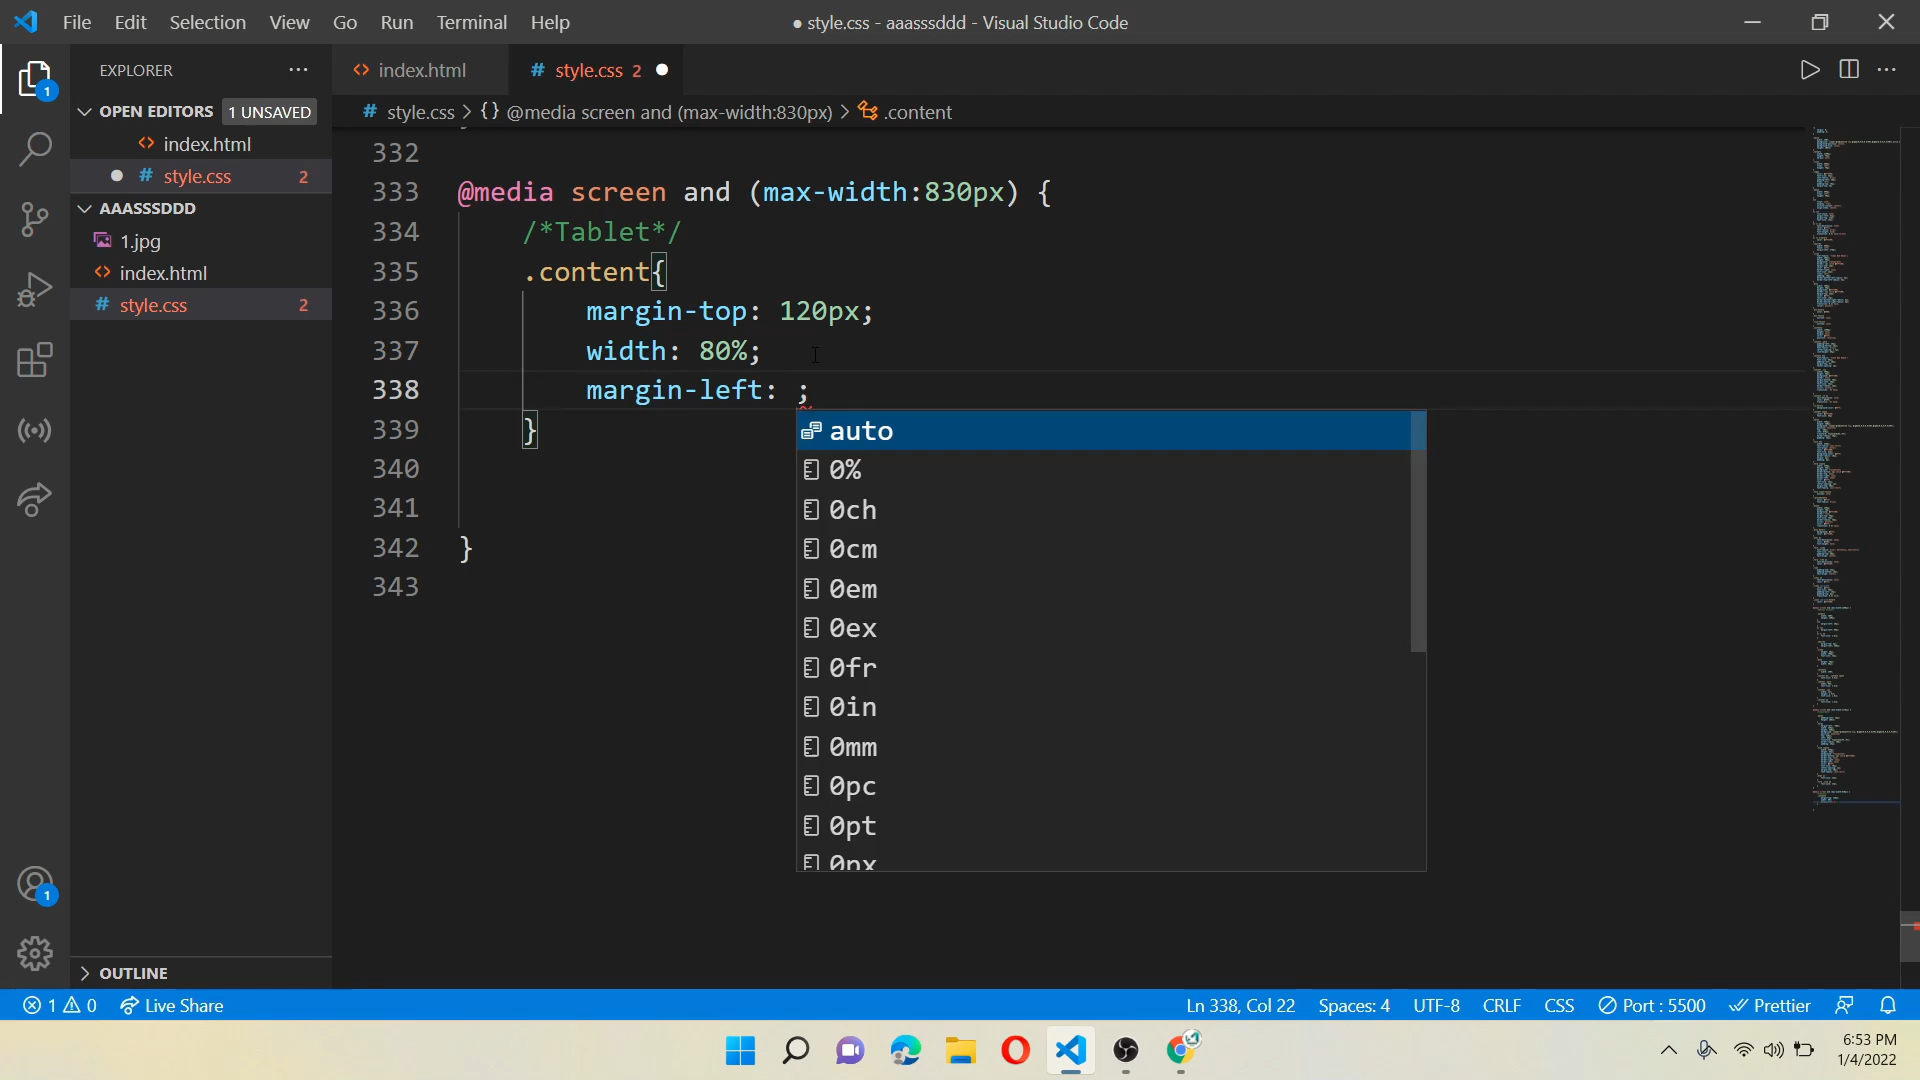 File Edit Selection View Go Run Terminal Help
● style.css - aaasssddd - Visual Studio Code
EXPLORER ···
<> index.html
# style.css 2 ●
OPEN EDITORS 1 UNSAVED
# style.css > {} @media screen and (max-width:830px) > .content
<> index.html
● # style.css 2
AAASSSDDD
1.jpg
<> index.html
# style.css 2
332
333 @media screen and (max-width:830px) {
334 /*Tablet*/
335 .content{
336 margin-top: 120px;
337 width: 80%;
338 margin-left: ;
339 }
340
341
342 }
343
auto
0%
0ch
0cm
0em
0ex
0fr
0in
0mm
0pc
0pt
0px
1
1
OUTLINE
1 0 Live Share
Ln 338, Col 22 Spaces: 4 UTF-8 CRLF CSS Port : 5500 Prettier
6:53 PM
1/4/2022